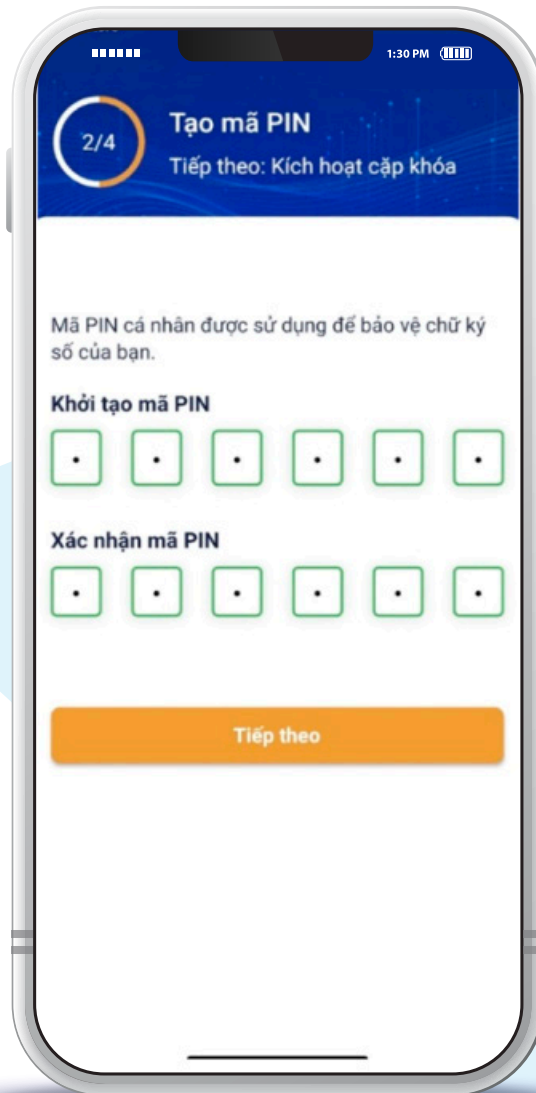 1:30 PM
2/4
Tạo mã PIN
Tiếp theo: Kích hoạt cặp khóa
Mã PIN cá nhân được sử dụng để bảo vệ chữ ký
số của bạn.
Khởi tạo mã PIN
Xác nhận mã PIN
Tiếp theo